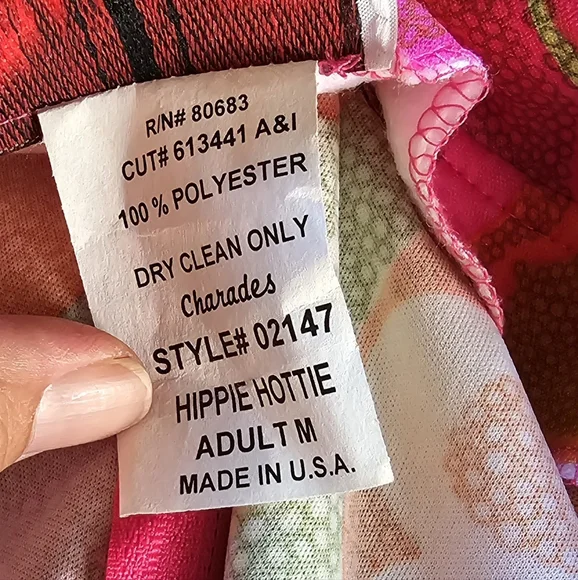 R/N# 80683
CUT# 613441 A&I
100 % POLYESTER
DRY CLEAN ONLY
Charades
STYLE# 02147
HIPPIE HOTTIE
ADULT M
MADE IN U.S.A.